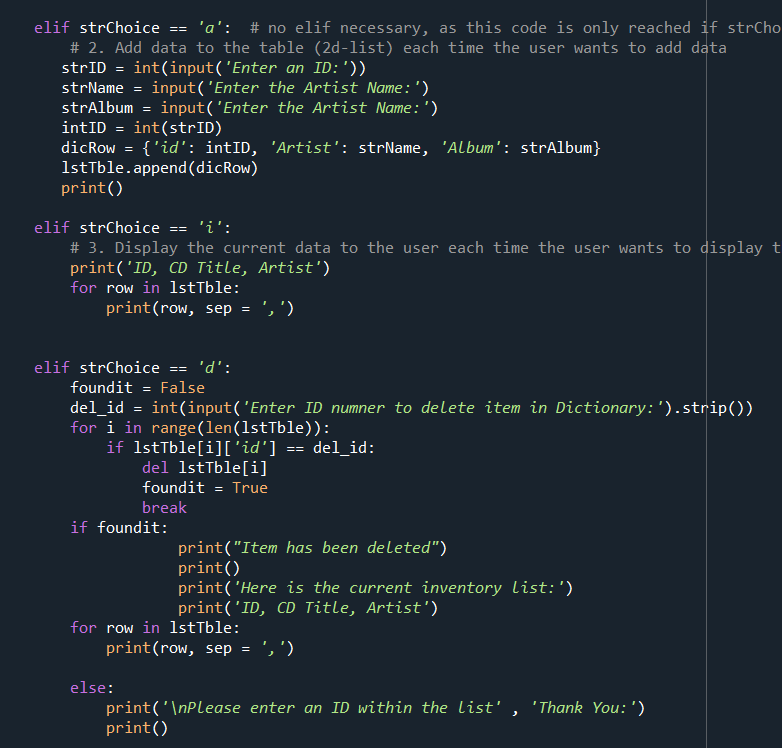 elif strChoice == 'a':  # no elif necessary, as this code is only reached if strCho
# 2. Add data to the table (2d-list) each time the user wants to add data
strID = int(input('Enter an ID:'))
strName = input('Enter the Artist Name:')
strAlbum = input('Enter the Artist Name:')
intID = int(strID)
dicRow = {'id': intID, 'Artist': strName, 'Album': strAlbum}
lstTble.append(dicRow)
print()
elif strChoice == 'i':
# 3. Display the current data to the user each time the user wants to display t
print('ID, CD Title, Artist')
for row in lstTble:
print(row, sep = ',')
elif strChoice == 'd':
foundit = False
del_id = int(input('Enter ID numner to delete item in Dictionary:').strip())
for i in range(len(lstTble)):
if lstTble[i]['id'] == del_id:
del lstTble[i]
foundit = True
break
if foundit:
print("Item has been deleted")
print()
print('Here is the current inventory list:')
print('ID, CD Title, Artist')
for row in lstTble:
print(row, sep = ',')
else:
print('\nPlease enter an ID within the list' , 'Thank You:')
print()